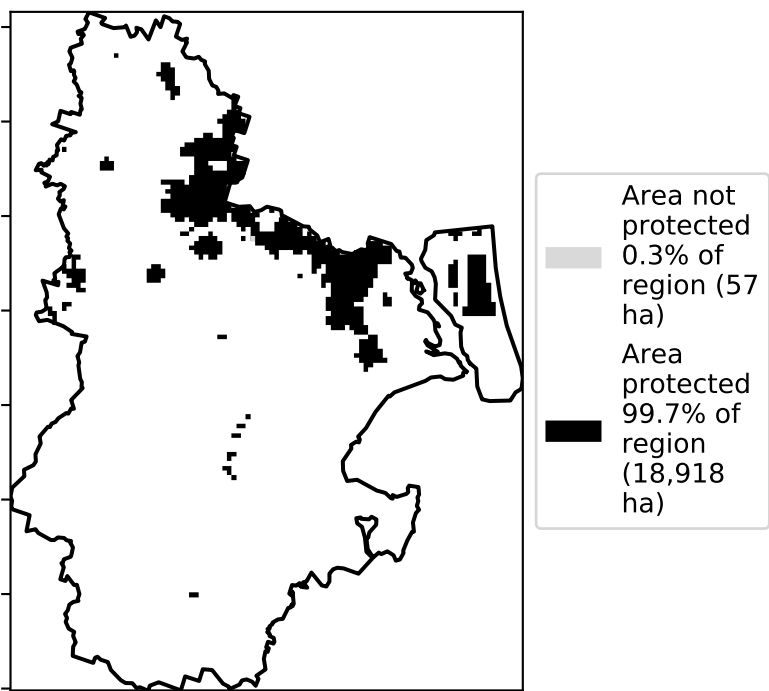 Area not
protected
0.3% of
region (57
ha)
Area
protected
99.7% of
region
(18,918
ha)